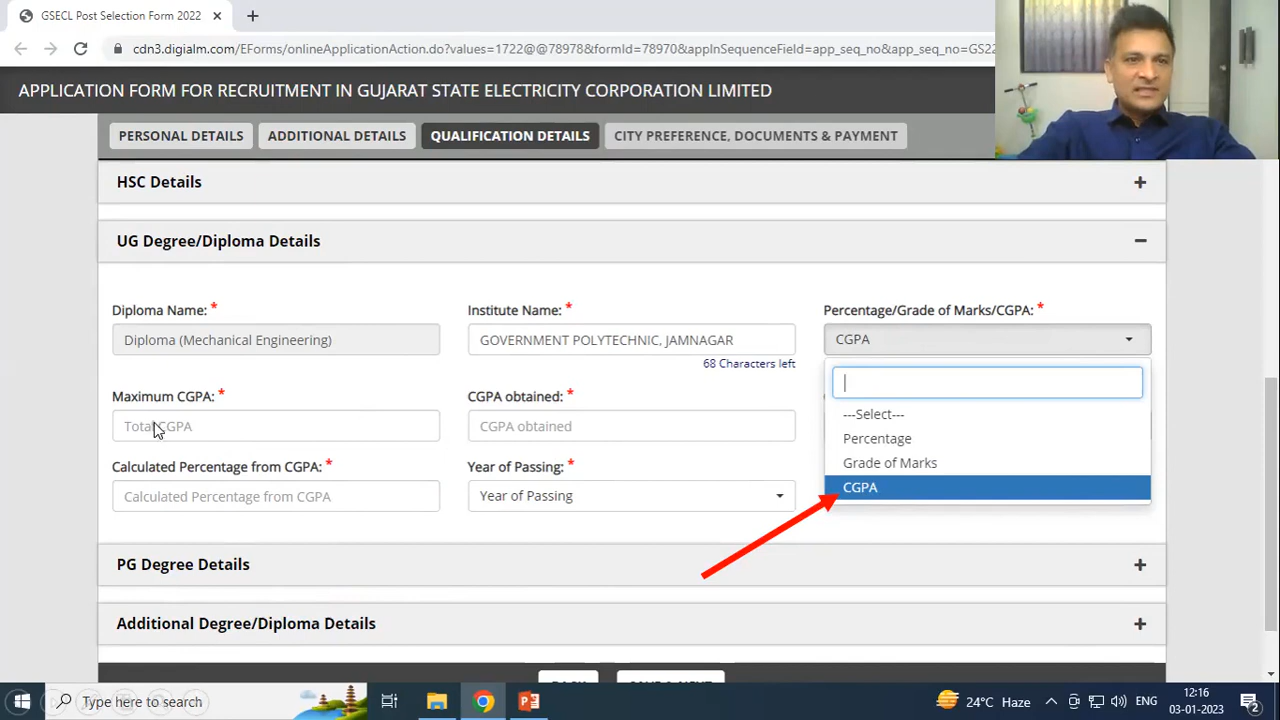 GSECL Post Selection Form 2022
cdn3.digialm.com/EForms/onlineApplicationAction.do?values=1722@@78978&formId=78970&appInSequenceField=app_seq_no&app_seq_no=GS22
APPLICATION FORM FOR RECRUITMENT IN GUJARAT STATE ELECTRICITY CORPORATION LIMITED
PERSONAL DETAILS ADDITIONAL DETAILS QUALIFICATION DETAILS CITY PREFERENCE, DOCUMENTS & PAYMENT
HSC Details
UG Degree/Diploma Details
Diploma Name: * Institute Name: * Percentage/Grade of Marks/CGPA: *
Diploma (Mechanical Engineering) GOVERNMENT POLYTECHNIC, JAMNAGAR CGPA
68 Characters left
---Select---
Percentage
Grade of Marks
CGPA
Maximum CGPA: * CGPA obtained: *
Total CGPA CGPA obtained
Calculated Percentage from CGPA: * Year of Passing: *
Calculated Percentage from CGPA Year of Passing
PG Degree Details
Additional Degree/Diploma Details
Type here to search 24°C Haze ENG 12:16
03-01-2023 2